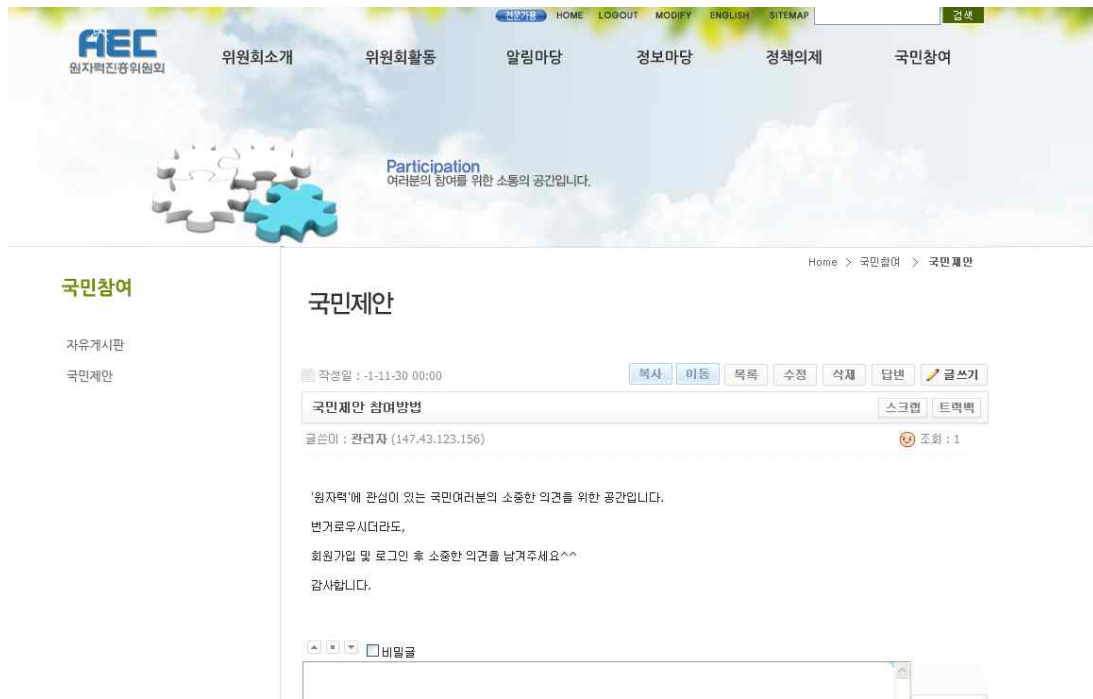 전문가용 HOME LOGOUT MODIFY ENGLISH SITEMAP 검색
AEC
원자력진흥위원회
위원회소개 위원회활동 알림마당 정보마당 정책의제 국민참여
Participation
여러분의 참여를 위한 소통의 공간입니다.
Home > 국민참여 > 국민제안
국민참여
자유게시판
국민제안
국민제안
작성일 : -1-11-30 00:00
복사 이동 목록 수정 삭제 답변 글쓰기
국민제안 참여방법
스크랩 트랙백
글쓴이 : 관리자 (147.43.123.156)
조회 : 1
'원자력'에 관심이 있는 국민여러분의 소중한 의견을 위한 공간입니다.
번거로우시더라도,
회원가입 및 로그인 후 소중한 의견을 남겨주세요^^
감사합니다.
비밀글